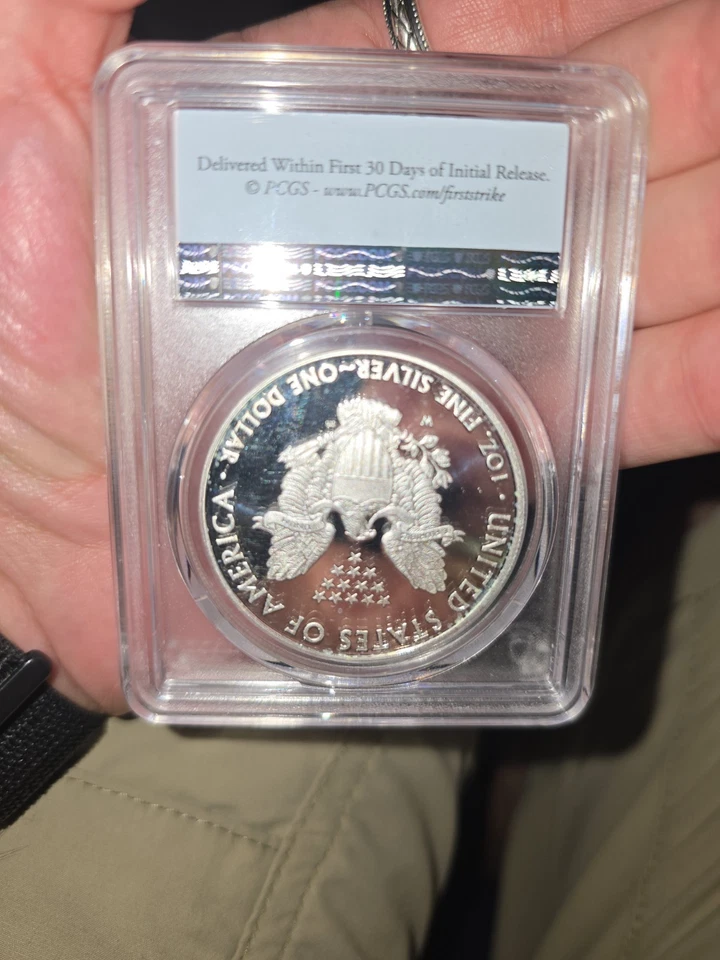 Delivered Within First 30 Days of Initial Release.
© PCGS - www.PCGS.com/firststrike
UNITED STATES OF AMERICA
1 OZ. FINE SILVER~ONE DOLLAR
W